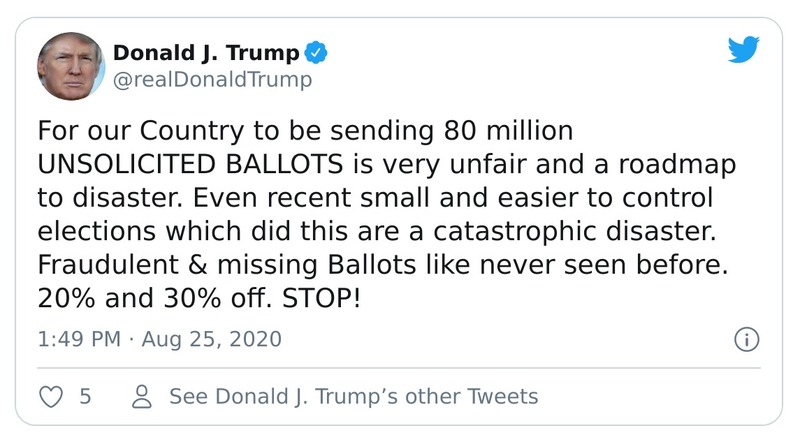 Donald J. Trump
@realDonaldTrump
For our Country to be sending 80 million
UNSOLICITED BALLOTS is very unfair and a roadmap
to disaster. Even recent small and easier to control
elections which did this are a catastrophic disaster.
Fraudulent & missing Ballots like never seen before.
20% and 30% off. STOP!
1:49 PM · Aug 25, 2020
5 See Donald J. Trump’s other Tweets